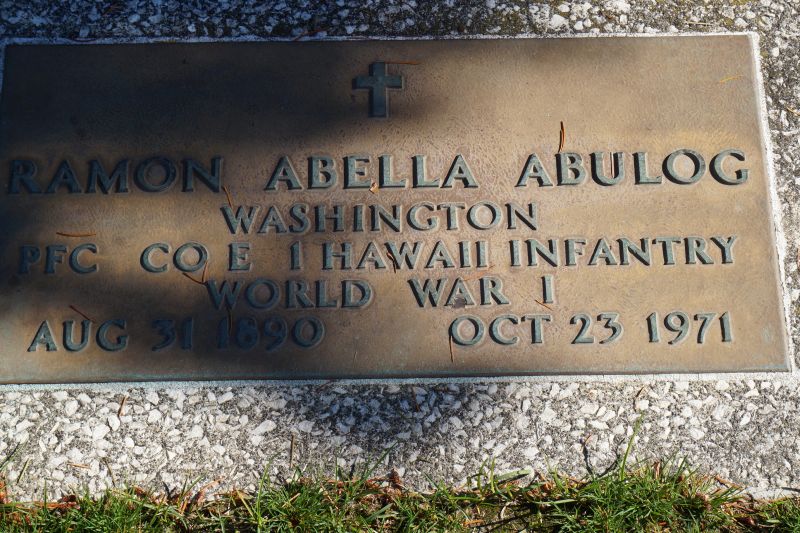 RAMON ABELLA ABULOG
WASHINGTON
PFC CO E 1 HAWAII INFANTRY
WORLD WAR I
AUG 31 1890 OCT 23 1971